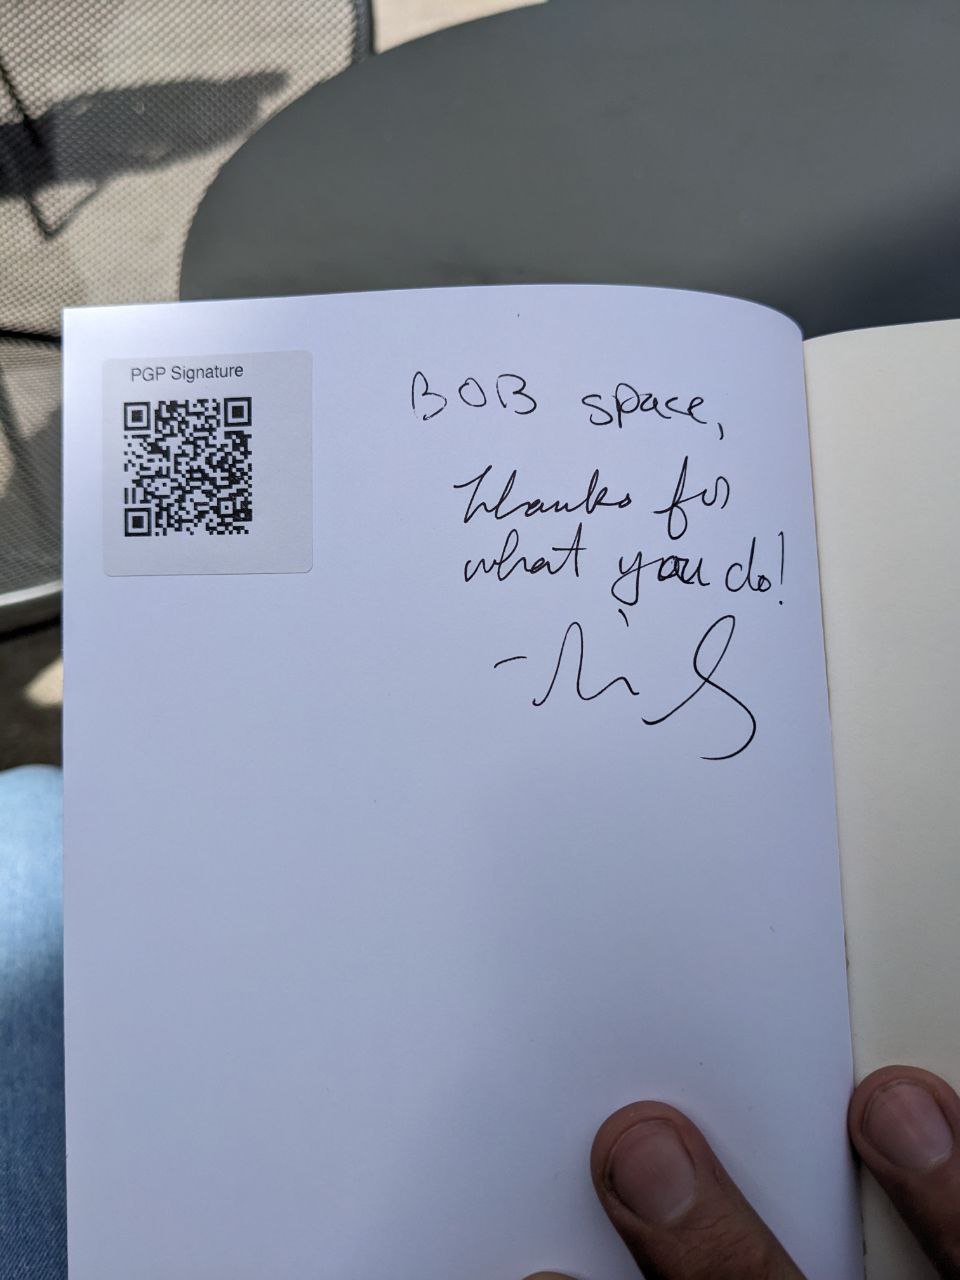 PGP Signature
BOB space,
Thanks for
what you do!